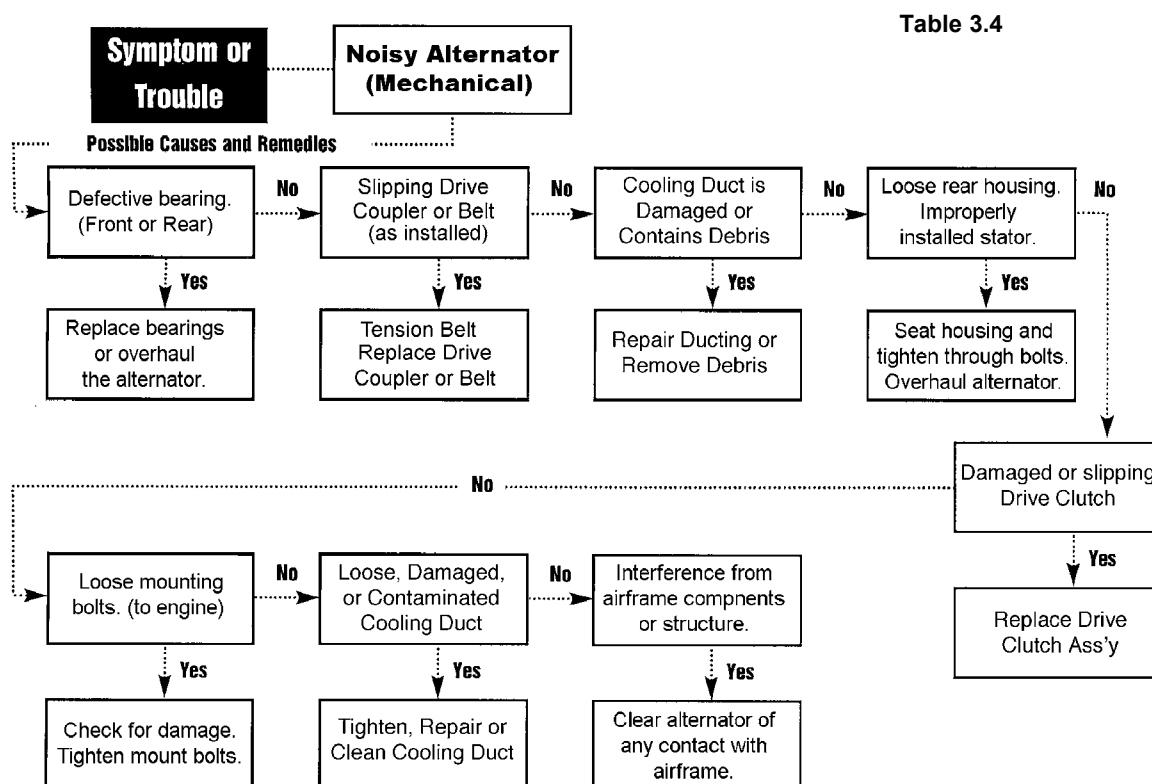 Table 3.4
Symptom or
Trouble
Noisy Alternator
(Mechanical)
Possible Causes and Remedies
Defective bearing.
(Front or Rear)
No
Slipping Drive
Coupler or Belt
(as installed)
No
Cooling Duct is
Damaged or
Contains Debris
No
Loose rear housing.
Improperly
installed stator.
No
Yes
Yes
Yes
Yes
Replace bearings
or overhaul
the alternator.
Tension Belt
Replace Drive
Coupler or Belt
Repair Ducting or
Remove Debris
Seat housing and
tighten through bolts.
Overhaul alternator.
Damaged or slipping
Drive Clutch
No
Yes
Replace Drive
Clutch Ass'y
Loose mounting
bolts. (to engine)
No
Loose, Damaged,
or Contaminated
Cooling Duct
No
Interference from
airframe compnents
or structure.
Yes
Yes
Yes
Check for damage.
Tighten mount bolts.
Tighten, Repair or
Clean Cooling Duct
Clear alternator of
any contact with
airframe.